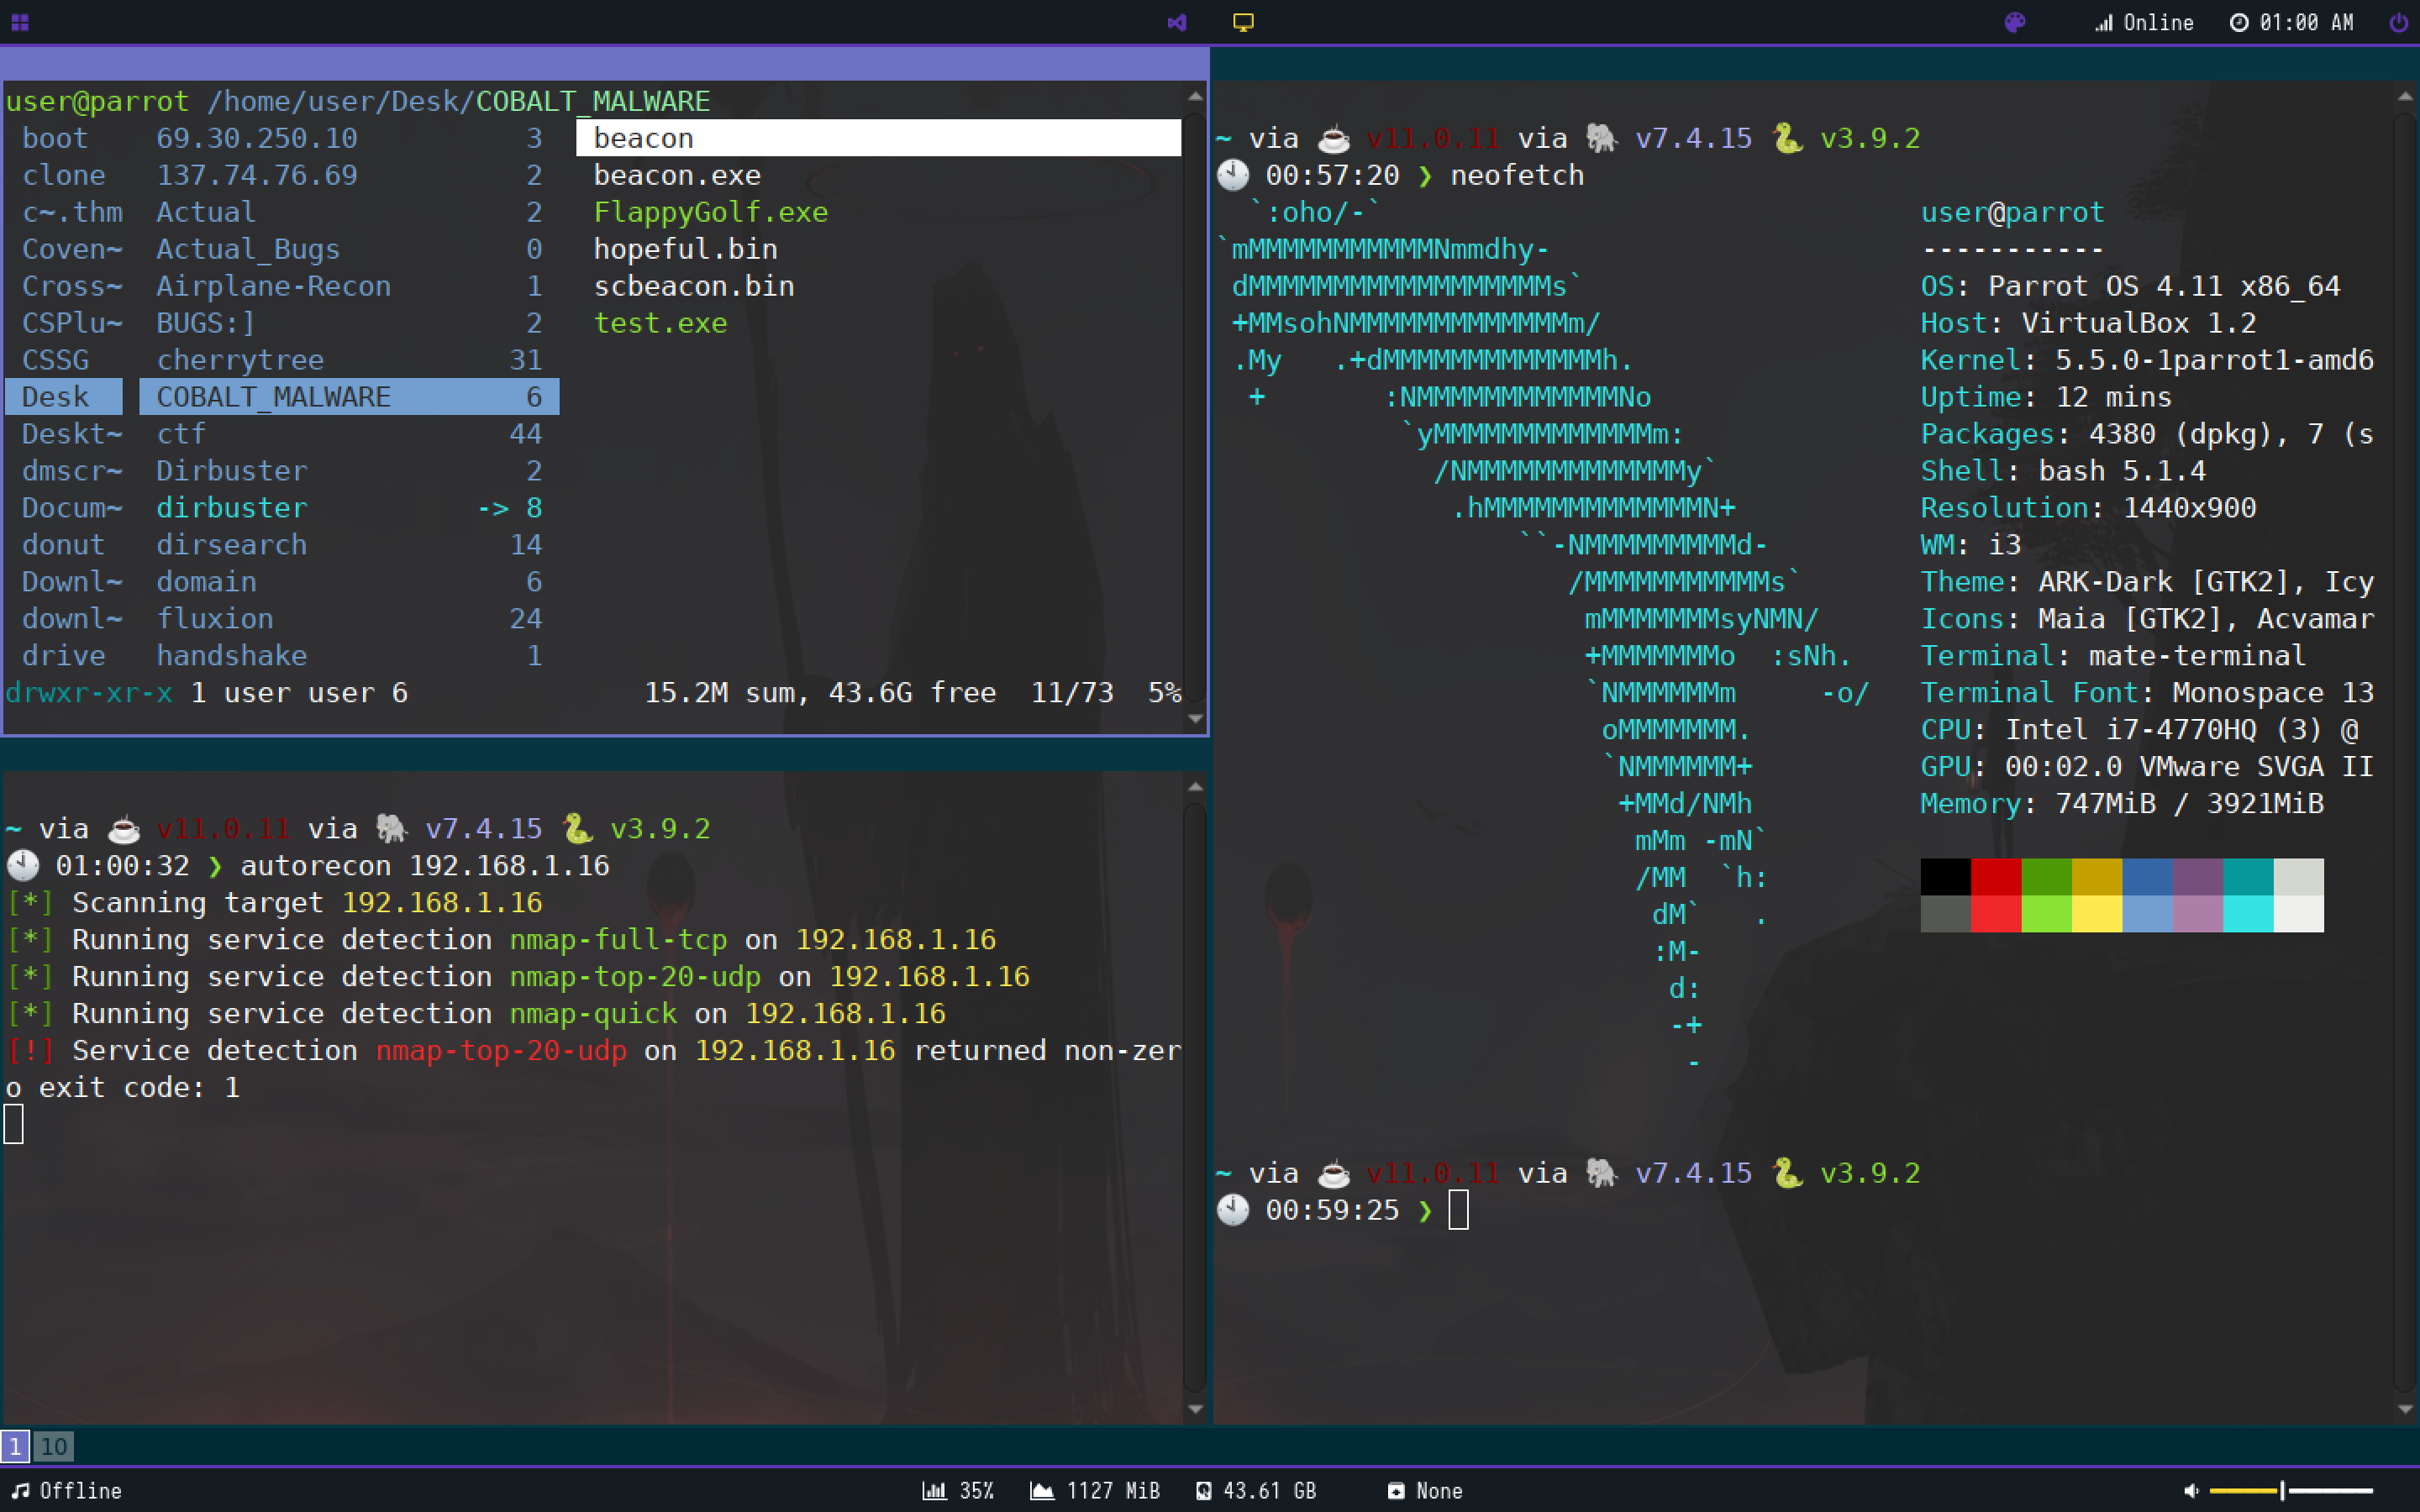 Online 01:00 AM
user@parrot /home/user/Desk/COBALT_MALWARE
boot 69.30.250.10 3 beacon
clone 137.74.76.69 2 beacon.exe
c~.thm Actual 2 FlappyGolf.exe
Coven~ Actual_Bugs 0 hopeful.bin
Cross~ Airplane-Recon 1 scbeacon.bin
CSPlu~ BUGS:] 2 test.exe
CSSG cherrytree 31
Desk COBALT_MALWARE 6
Deskt~ ctf 44
dmscr~ Dirbuster 2
Docum~ dirbuster -> 8
donut dirsearch 14
Downl~ domain 6
downl~ fluxion 24
drive handshake 1
drwxr-xr-x 1 user user 6 15.2M sum, 43.6G free 11/73 5%
~ via ☕ v11.0.11 via 🐘 v7.4.15 🐍 v3.9.2
🕙 01:00:32 ❯ autorecon 192.168.1.16
[*] Scanning target 192.168.1.16
[*] Running service detection nmap-full-tcp on 192.168.1.16
[*] Running service detection nmap-top-20-udp on 192.168.1.16
[*] Running service detection nmap-quick on 192.168.1.16
[!] Service detection nmap-top-20-udp on 192.168.1.16 returned non-zer
o exit code: 1
~ via ☕ v11.0.11 via 🐘 v7.4.15 🐍 v3.9.2
🕙 00:57:20 ❯ neofetch
`:oho/-` user@parrot
`mMMMMMMMMMMMNmmdhy- -----------
dMMMMMMMMMMMMMMMMMMs` OS: Parrot OS 4.11 x86_64
+MMsohNMMMMMMMMMMMMMm/ Host: VirtualBox 1.2
.My .+dMMMMMMMMMMMMMh. Kernel: 5.5.0-1parrot1-amd6
+ :NMMMMMMMMMMMMNo Uptime: 12 mins
`yMMMMMMMMMMMMMm: Packages: 4380 (dpkg), 7 (s
/NMMMMMMMMMMMMMy` Shell: bash 5.1.4
.hMMMMMMMMMMMMMN+ Resolution: 1440x900
``-NMMMMMMMMMd- WM: i3
/MMMMMMMMMMMs` Theme: ARK-Dark [GTK2], Icy
mMMMMMMMsyNMN/ Icons: Maia [GTK2], Acvamar
+MMMMMMMo :sNh. Terminal: mate-terminal
`NMMMMMMm -o/ Terminal Font: Monospace 13
oMMMMMMM. CPU: Intel i7-4770HQ (3) @
`NMMMMMM+ GPU: 00:02.0 VMware SVGA II
+MMd/NMh Memory: 747MiB / 3921MiB
mMm -mN`
/MM `h:
dM` .
:M-
d:
-+
-
~ via ☕ v11.0.11 via 🐘 v7.4.15 🐍 v3.9.2
🕙 00:59:25 ❯
1 10
Offline 35% 1127 MiB 43.61 GB None